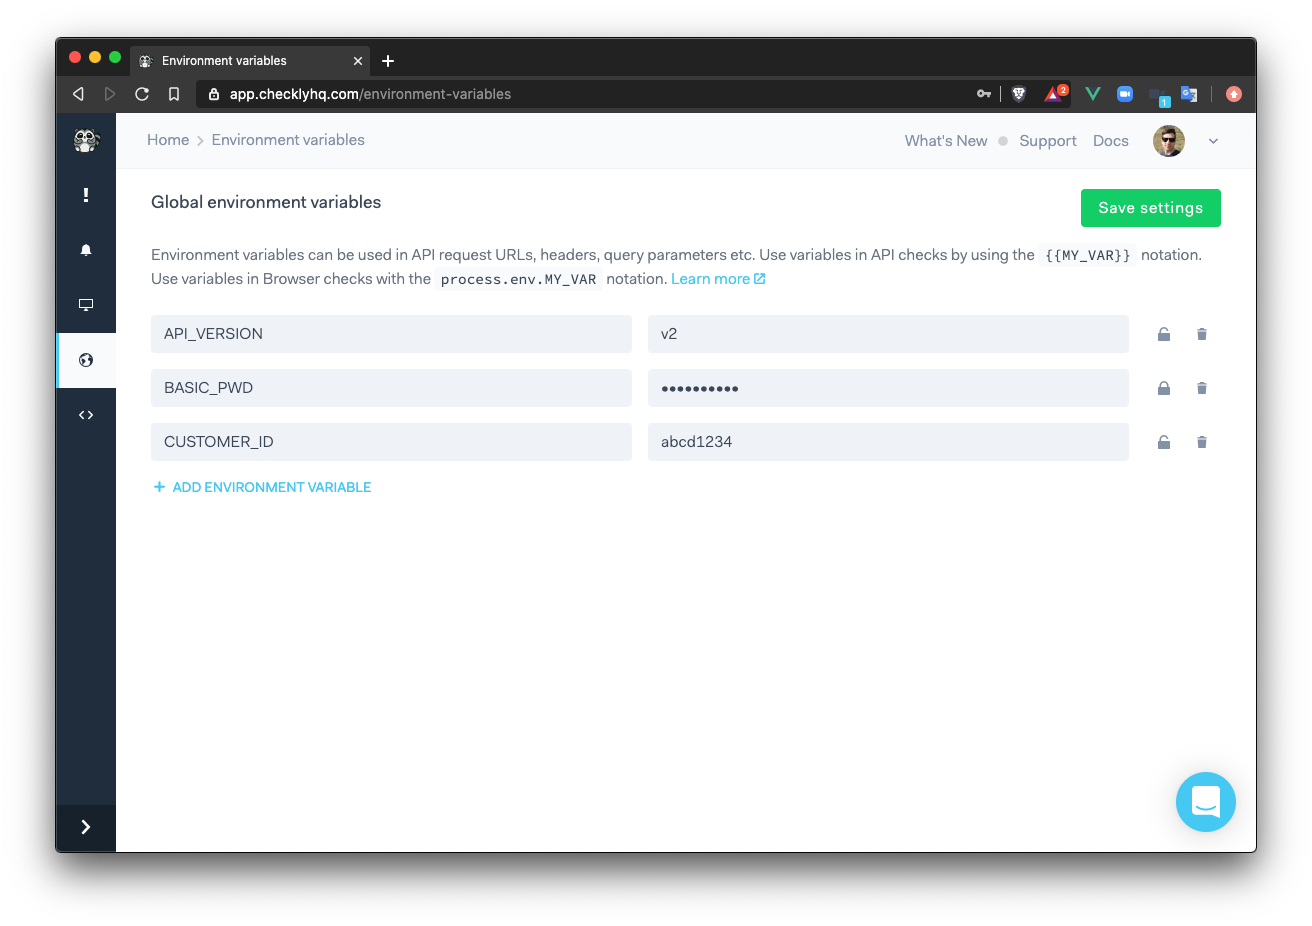 Environment variables
app.checklyhq.com/environment-variables
2
1
Home > Environment variables
What's New
Support
Docs
Global environment variables
Save settings
Environment variables can be used in API request URLs, headers, query parameters etc. Use variables in API checks by using the {{MY_VAR}} notation.
Use variables in Browser checks with the process.env.MY_VAR notation. Learn more
API_VERSION
v2
BASIC_PWD
••••••••••
CUSTOMER_ID
abcd1234
+ ADD ENVIRONMENT VARIABLE